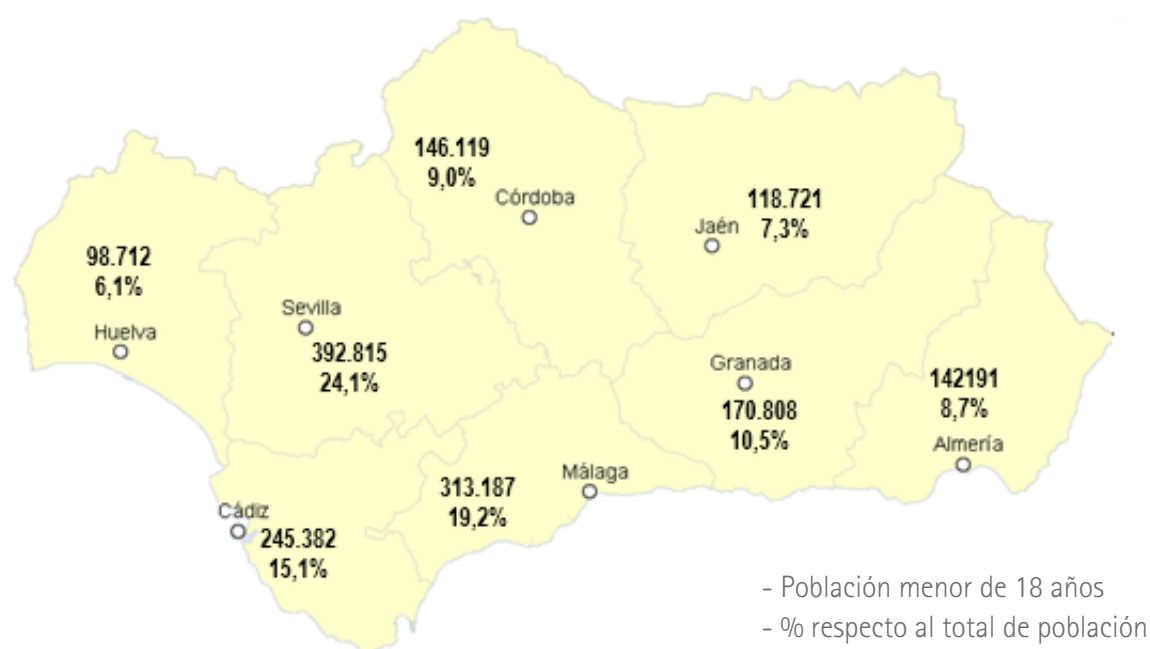 146.119
9,0%
Córdoba
118.721
7,3%
Jaén
98.712
6,1%
Huelva
Sevilla
392.815
24,1%
Granada
170.808
10,5%
142191
8,7%
Almería
Málaga
313.187
19,2%
Cádiz
245.382
15,1%
- Población menor de 18 años
- % respecto al total de población